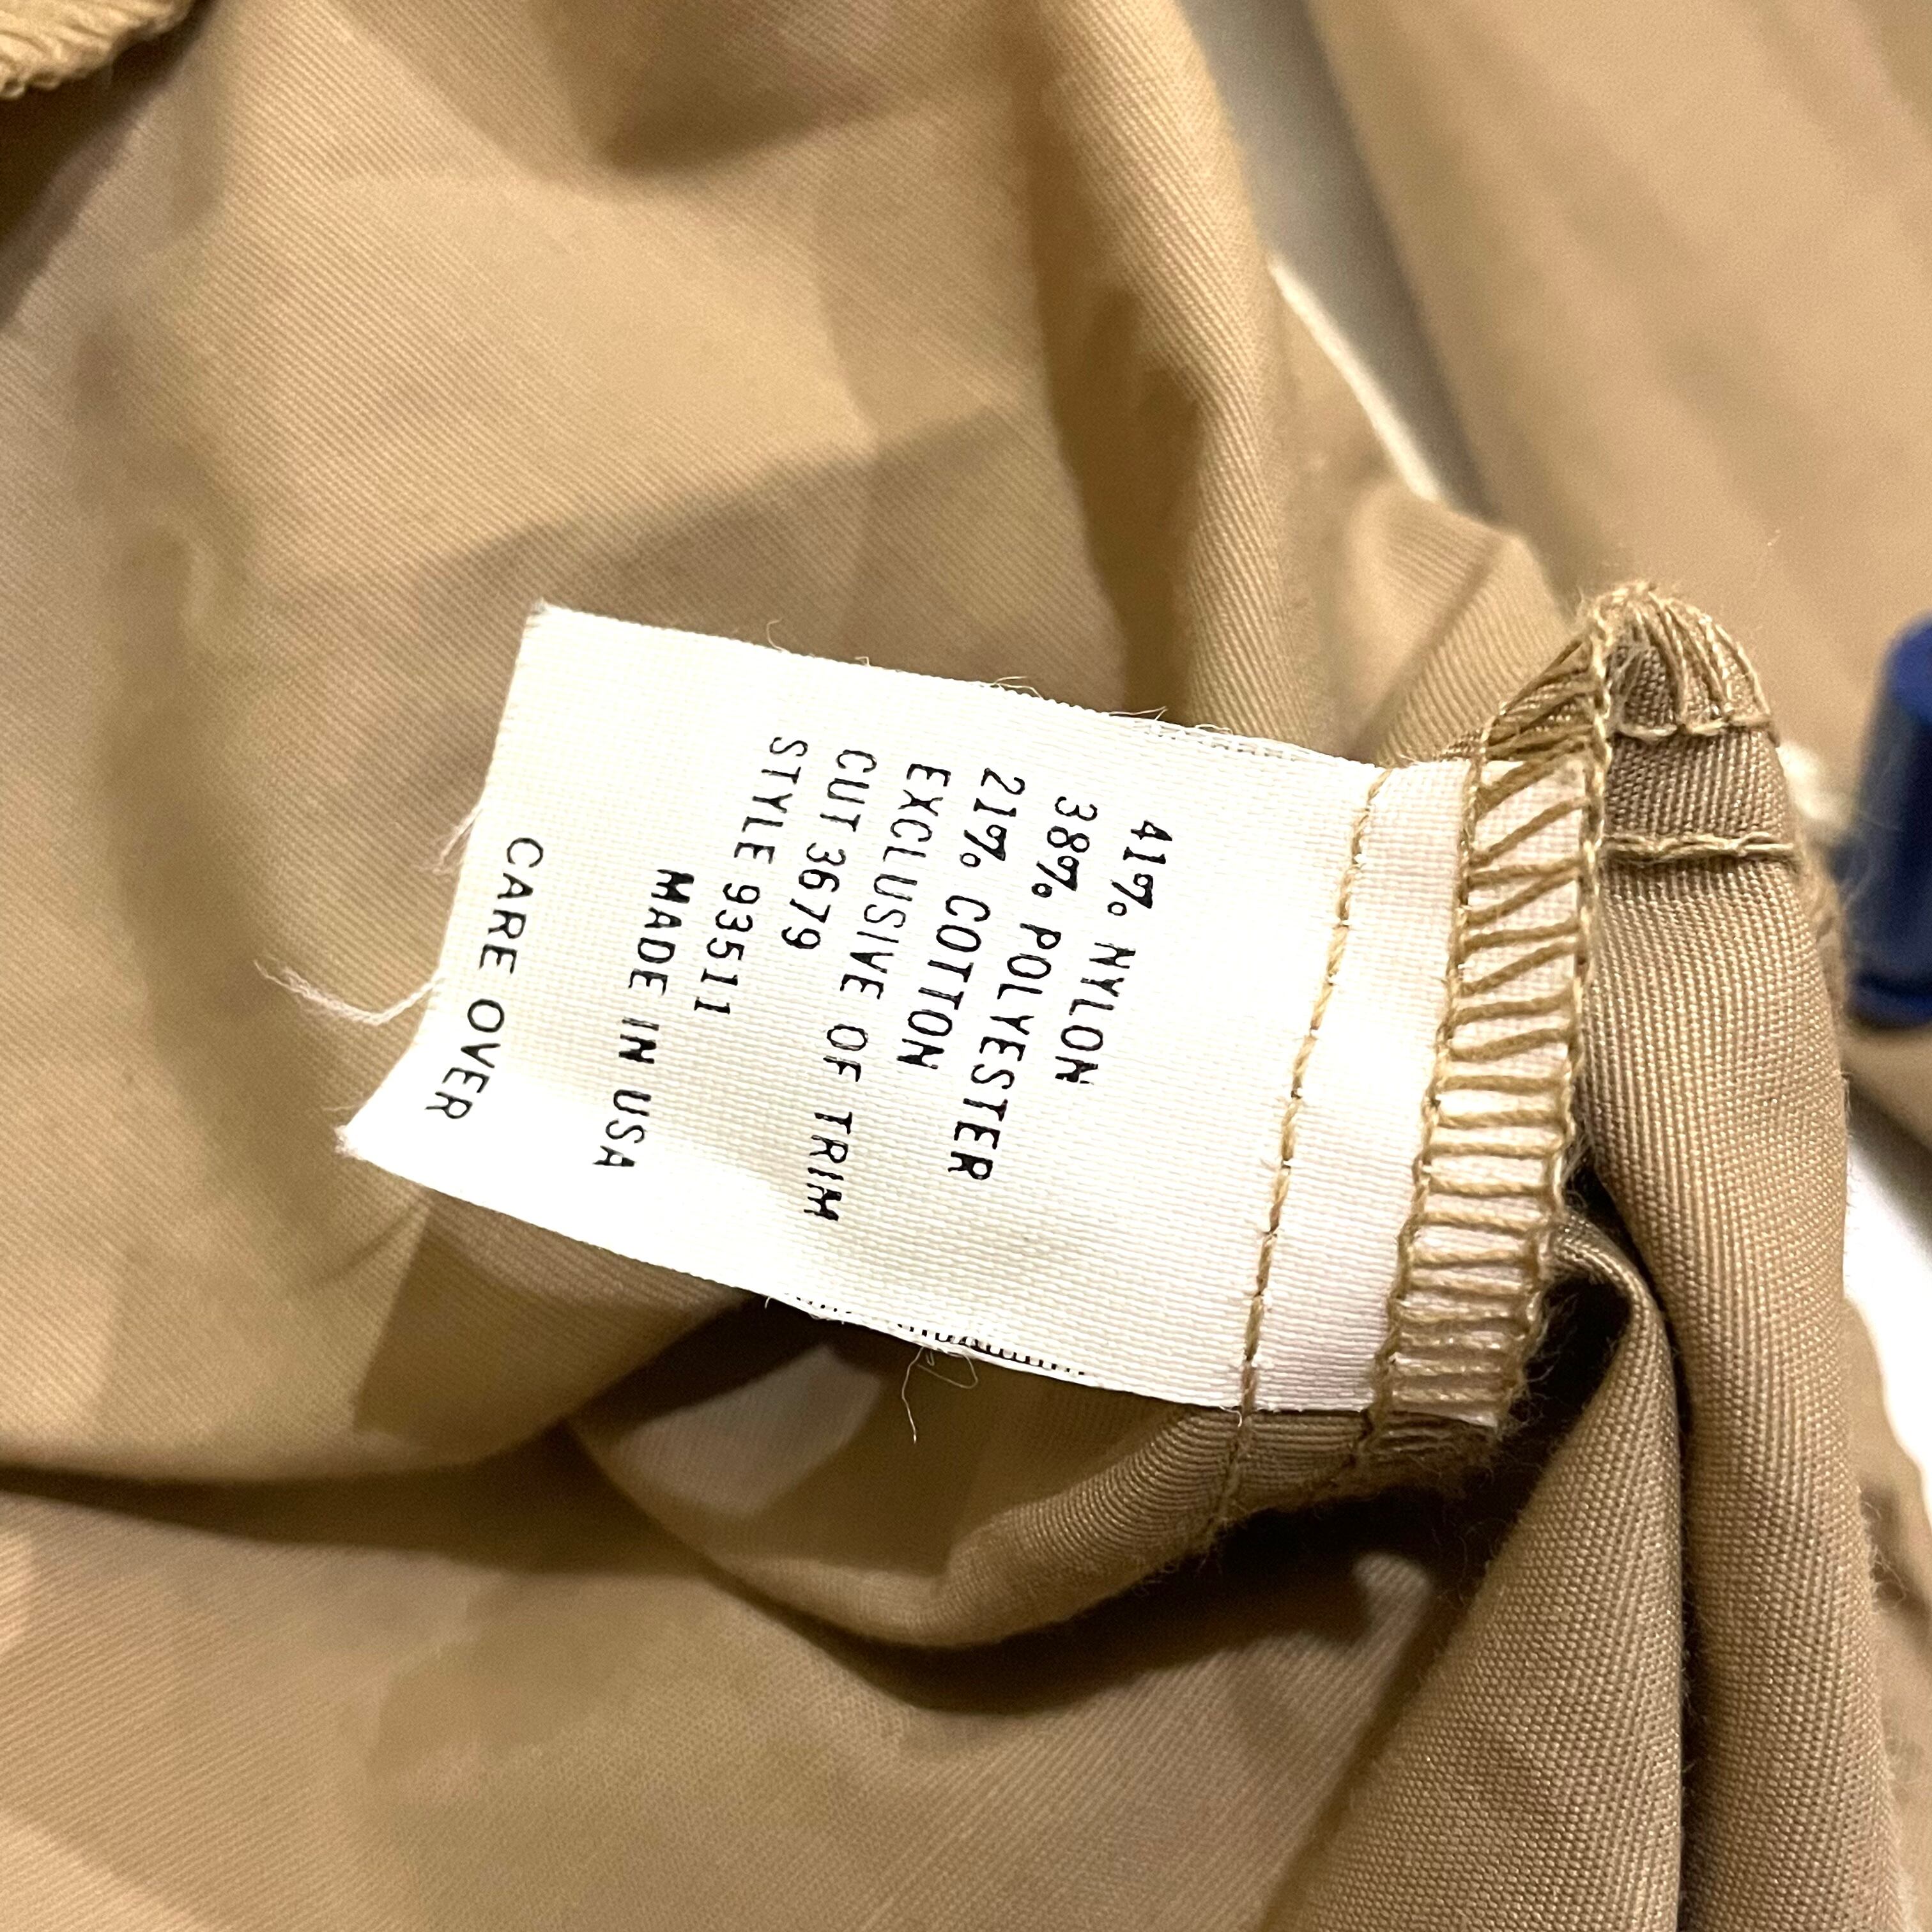 41% NYLON
38% POLYESTER
21% COTTON
EXCLUSIVE OF TRIM
CUT 3679
STYLE 93511
MADE IN USA
CARE OVER